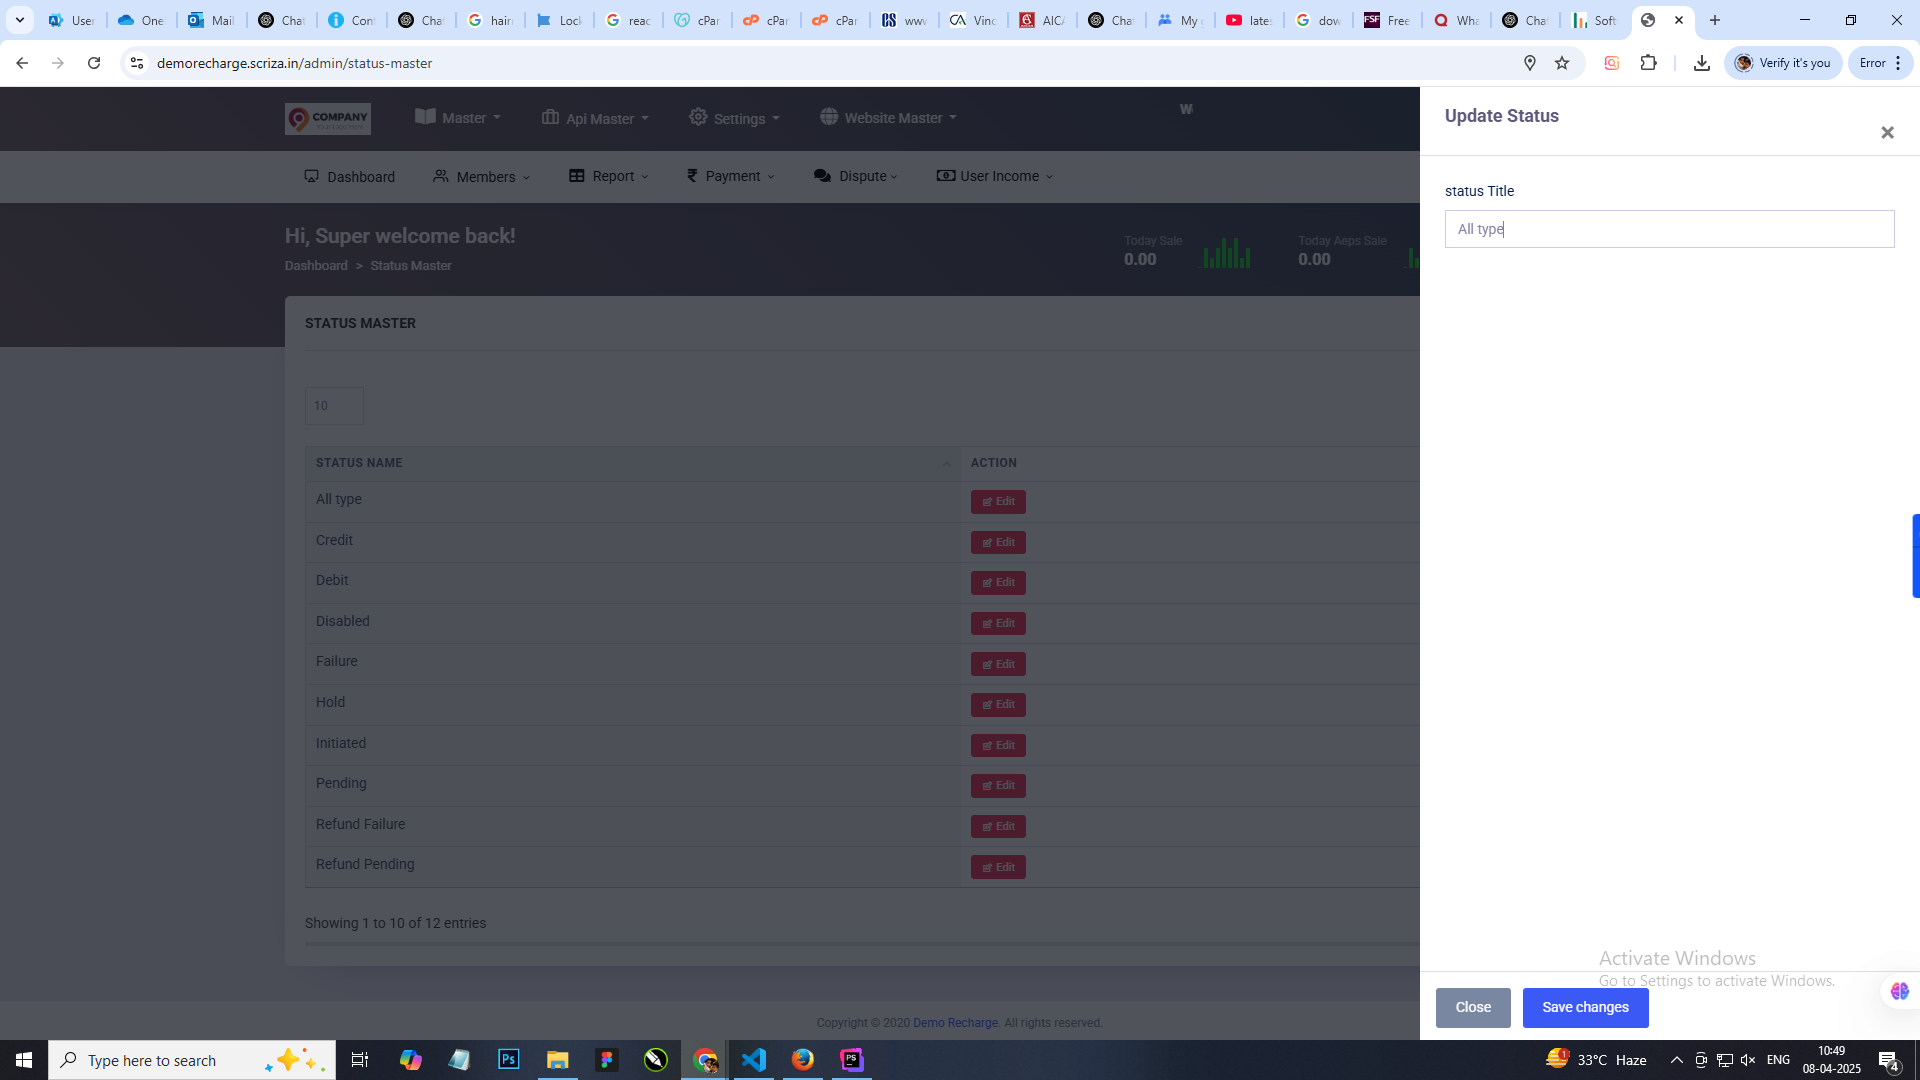 User
One
Mail
Chat
Con
Chat
hair
Lock
reac
cPar
cPar
cPar
www
Vinc
AICA
Chat
My
late
dow
Free
Wha
Chat
Soft
demorecharge.scriza.in/admin/status-master
Verify it's you
Error
COMPANY
Master
Api Master
Settings
Website Master
W
Dashboard
Members
Report
Payment
Dispute
User Income
Hi, Super welcome back!
Dashboard > Status Master
Today Sale
0.00
Today Aeps Sale
0.00
STATUS MASTER
10
STATUS NAME ACTION
All type Edit
Credit Edit
Debit Edit
Disabled Edit
Failure Edit
Hold Edit
Initiated Edit
Pending Edit
Refund Failure Edit
Refund Pending Edit
Showing 1 to 10 of 12 entries
Copyright © 2020 Demo Recharge. All rights reserved.
Update Status
×
status Title
All type
Activate Windows
Go to Settings to activate Windows.
Close
Save changes
Type here to search
Ps
PS
1
33°C Haze
ENG
10:49
08-04-2025
4